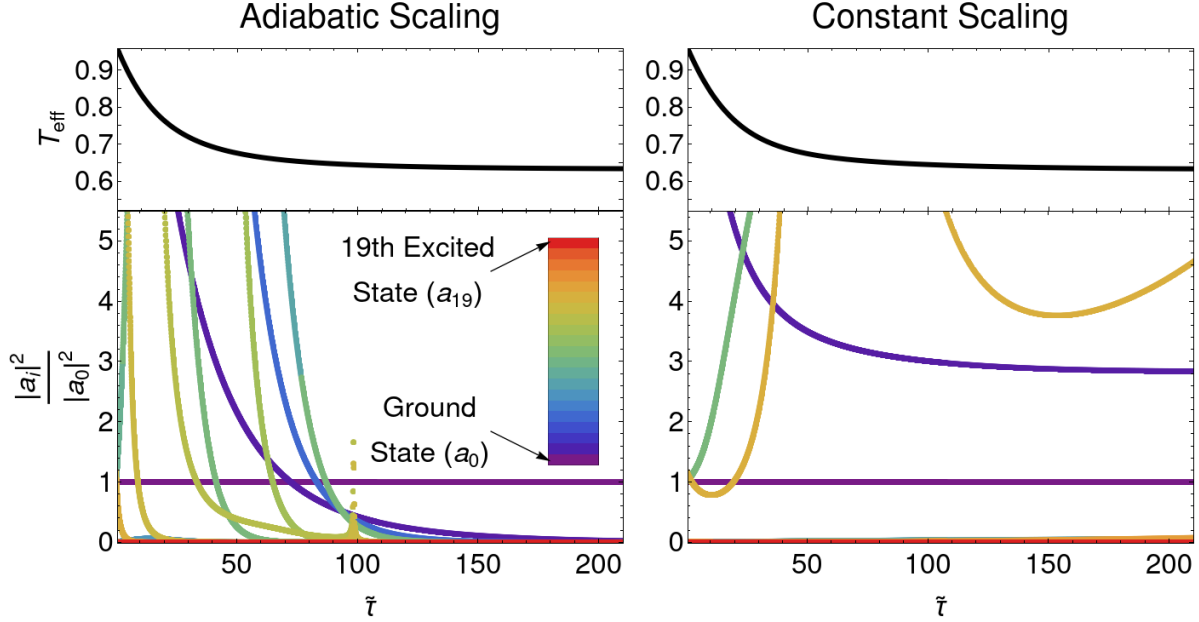 Adiabatic Scaling
Constant Scaling
T_eff
0.9
0.8
0.7
0.6
0.9
0.8
0.7
0.6
|a_i|²
|a_0|²
5
4
3
2
1
0
19th Excited
State (a_19)
Ground
State (a_0)
50 100 150 200
τ̃
5
4
3
2
1
0
50 100 150 200
τ̃